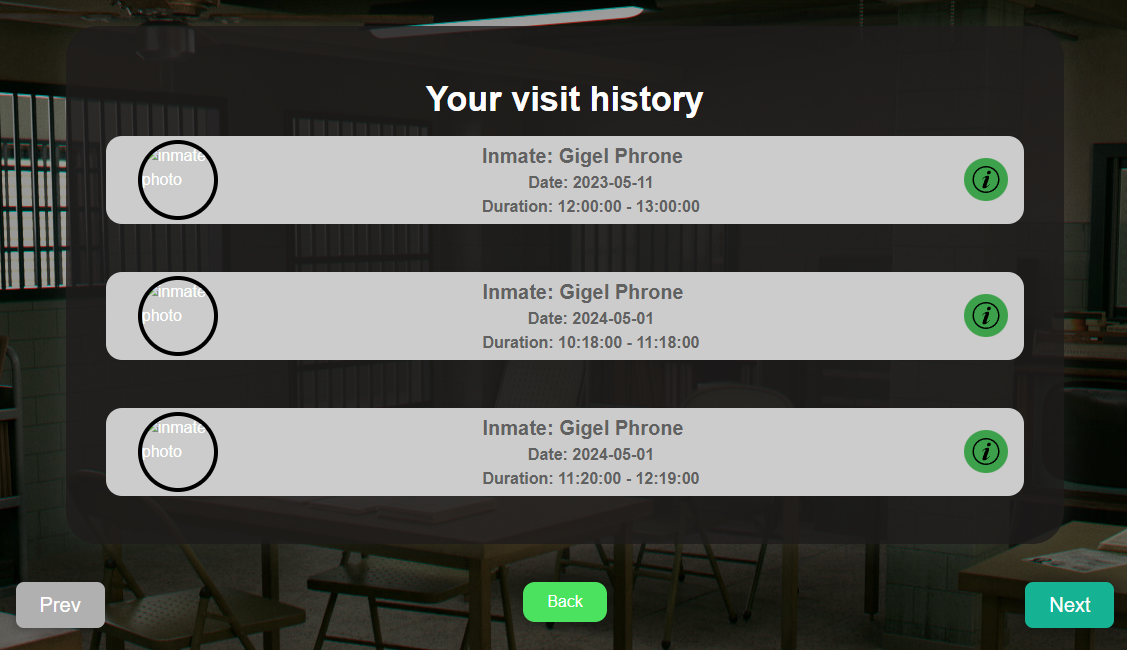 Your visit history
inmate
photo
Inmate: Gigel Phrone
Date: 2023-05-11
Duration: 12:00:00 - 13:00:00
i
inmate
photo
Inmate: Gigel Phrone
Date: 2024-05-01
Duration: 10:18:00 - 11:18:00
i
inmate
photo
Inmate: Gigel Phrone
Date: 2024-05-01
Duration: 11:20:00 - 12:19:00
i
Prev
Back
Next